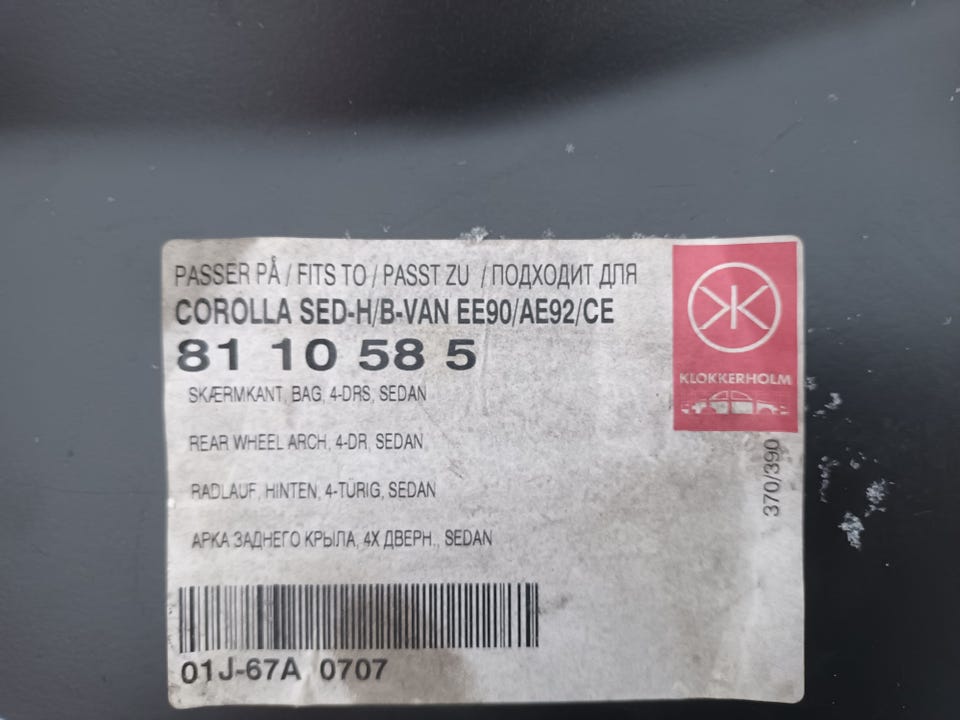 PASSER PÅ / FITS TO / PASST ZU / ПОДХОДИТ ДЛЯ
COROLLA SED-H/B-VAN EE90/AE92/CE
81 10 58 5
SKÆRMKANT, BAG, 4-DRS, SEDAN
REAR WHEEL ARCH, 4-DR, SEDAN
RADLAUF, HINTEN, 4-TÜRIG, SEDAN
АРКА ЗАДНЕГО КРЫЛА, 4Х ДВЕРН., SEDAN
01J-67A 0707
KLOKKERHOLM
370/390